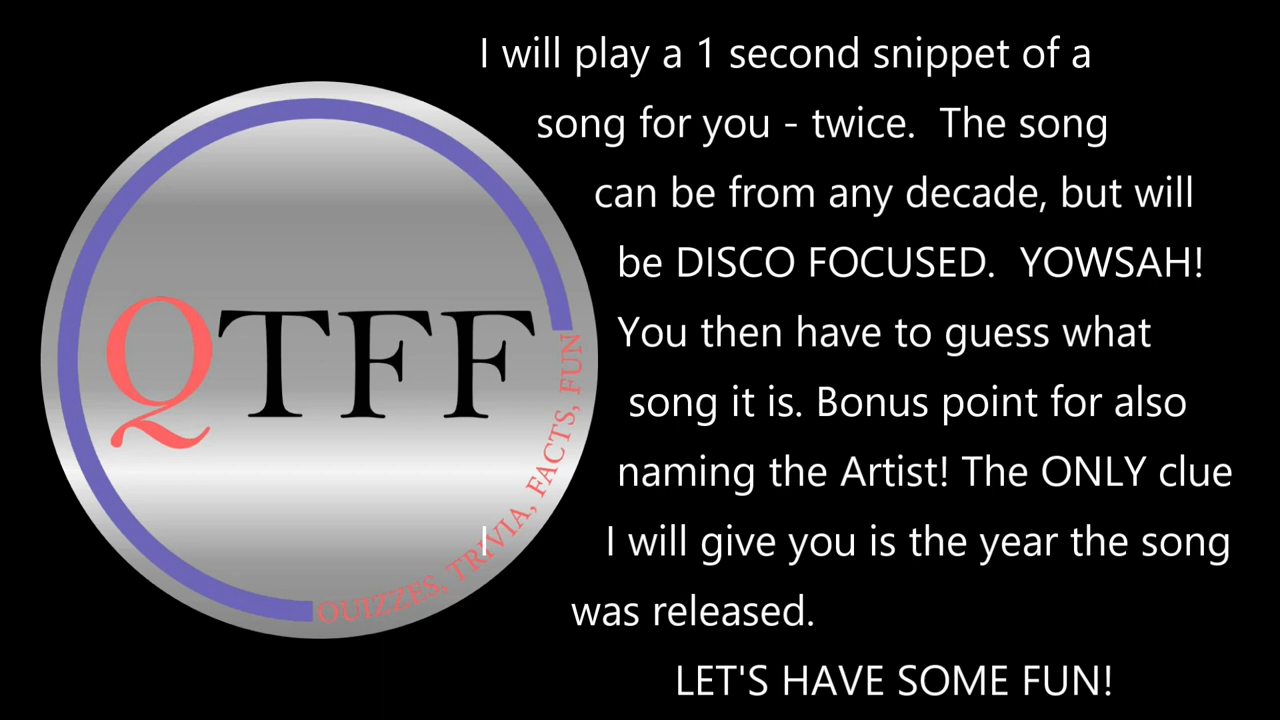 QTFF
QUIZZES, TRIVIA, FACTS, FUN
I will play a 1 second snippet of a
song for you - twice.  The song
can be from any decade, but will
be DISCO FOCUSED.  YOWSAH!
You then have to guess what
song it is. Bonus point for also
naming the Artist! The ONLY clue
I I will give you is the year the song
was released.
LET'S HAVE SOME FUN!